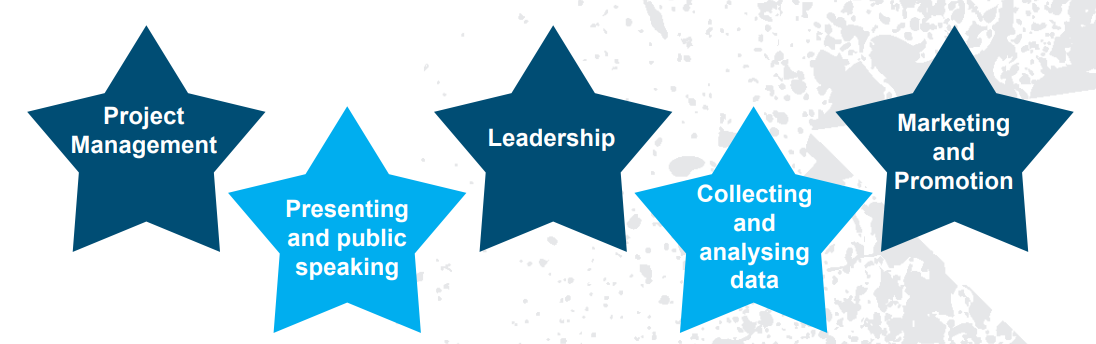 Project
Management
Presenting
and public
speaking
Leadership
Collecting
and
analysing
data
Marketing
and
Promotion